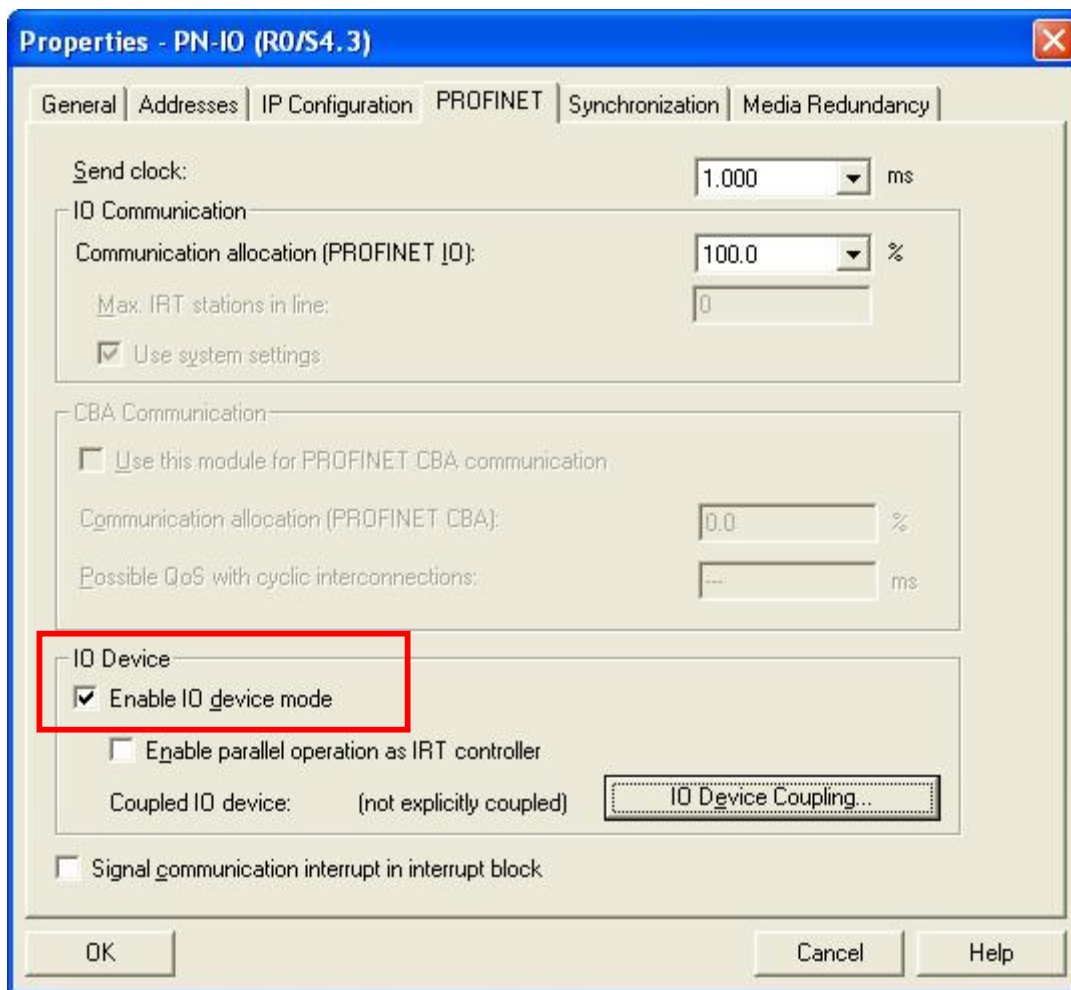 Properties - PN-IO (R0/S4.3)
General Addresses IP Configuration PROFINET Synchronization Media Redundancy
Send clock: 1.000 ms
IO Communication
Communication allocation (PROFINET IO): 100.0 %
Max. IRT stations in line: 0
Use system settings
CBA Communication
Use this module for PROFINET CBA communication
Communication allocation (PROFINET CBA): 0.0 %
Possible QoS with cyclic interconnections: --- ms
IO Device
Enable IO device mode
Enable parallel operation as IRT controller
Coupled IO device: (not explicitly coupled) IO Device Coupling...
Signal communication interrupt in interrupt block
OK Cancel Help